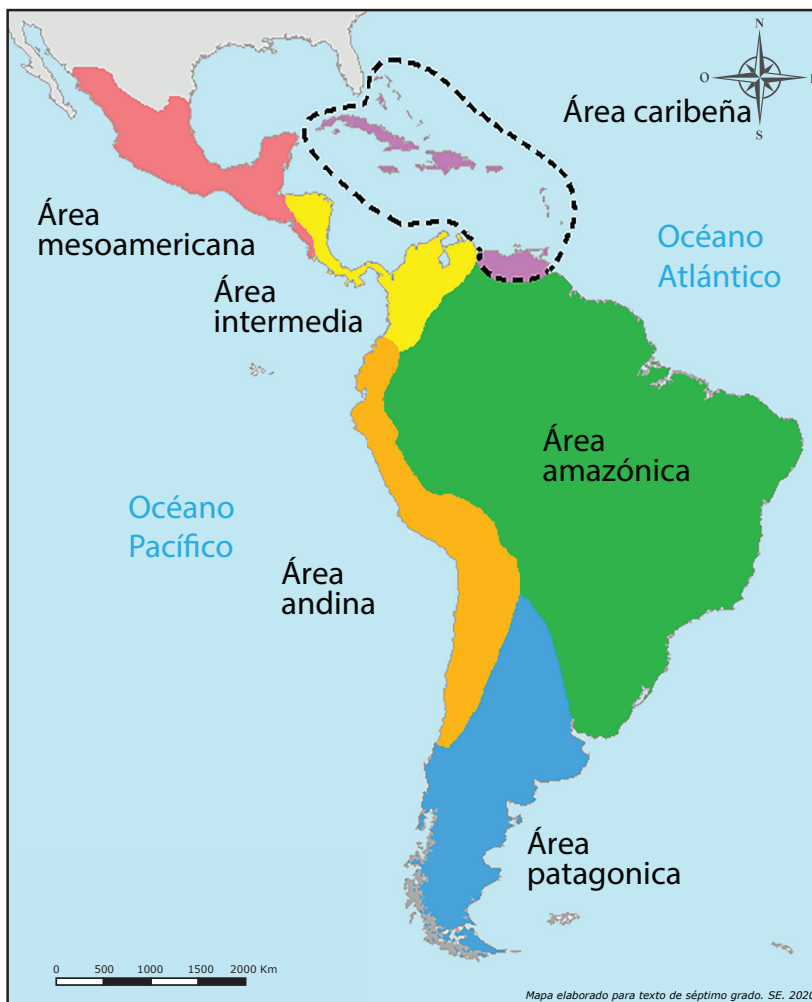 N
O
E
S
Área caribeña
Área
mesoamericana
Océano
Atlántico
Área
intermedia
Área
amazónica
Océano
Pacífico
Área
andina
Área
patagonica
0 500 1000 1500 2000 Km
Mapa elaborado para texto de séptimo grado. SE. 2020